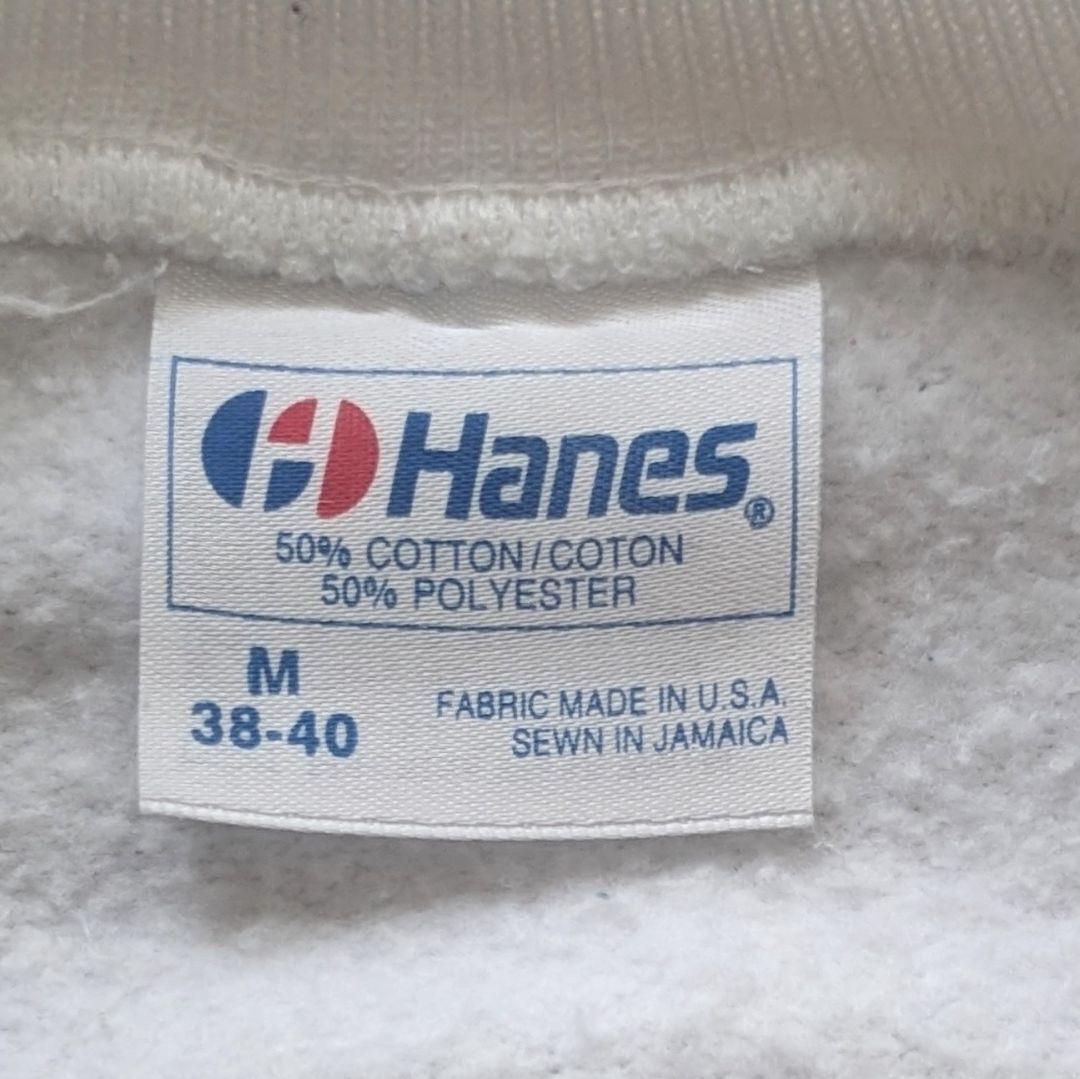 Hanes®
50% COTTON/COTON
50% POLYESTER
M
38-40
FABRIC MADE IN U.S.A.
SEWN IN JAMAICA